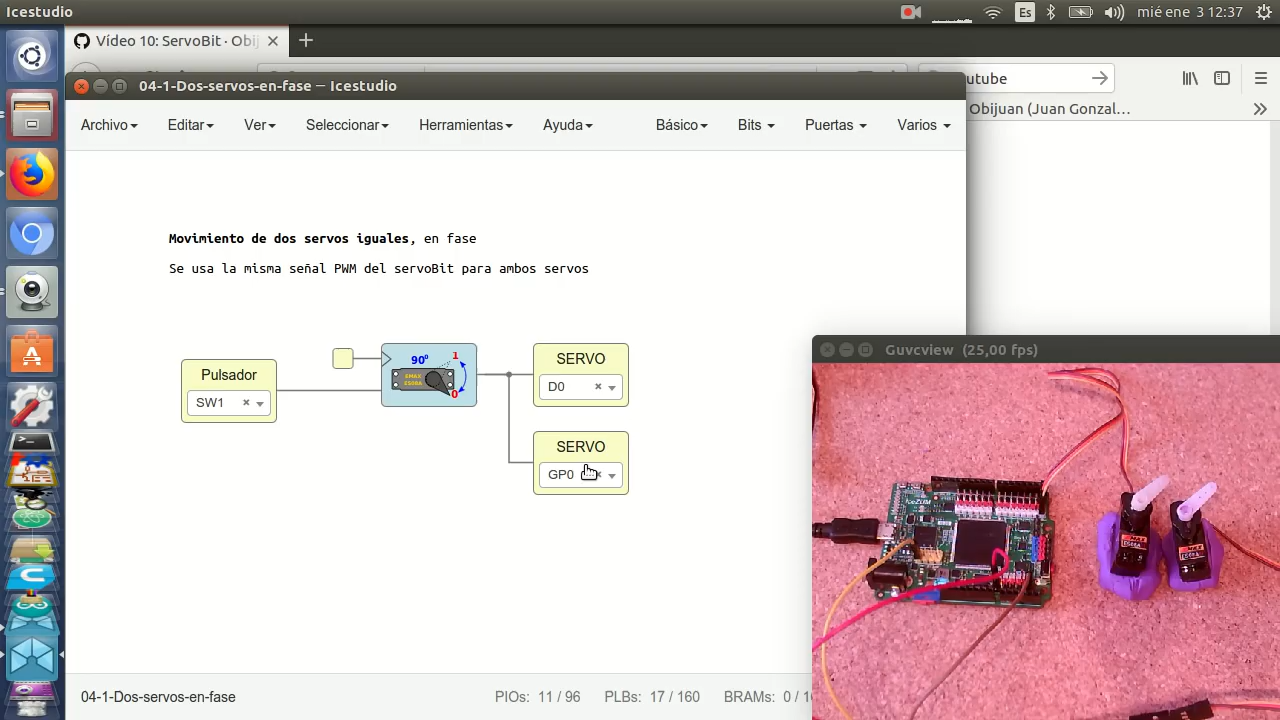 Icestudio
Es
mié ene 3 12:37
Vídeo 10: ServoBit · Obij
utube
04-1-Dos-servos-en-fase — Icestudio
Obijuan (Juan Gonzal…
Archivo
Editar
Ver
Seleccionar
Herramientas
Ayuda
Básico
Bits
Puertas
Varios
Movimiento de dos servos iguales, en fase
Se usa la misma señal PWM del servoBit para ambos servos
Pulsador
SW1
90º
1
0
EMAX
ES08A
SERVO
D0
SERVO
GP0
Guvcview (25,00 fps)
04-1-Dos-servos-en-fase
PIOs: 11 / 96
PLBs: 17 / 160
BRAMs: 0 / 1